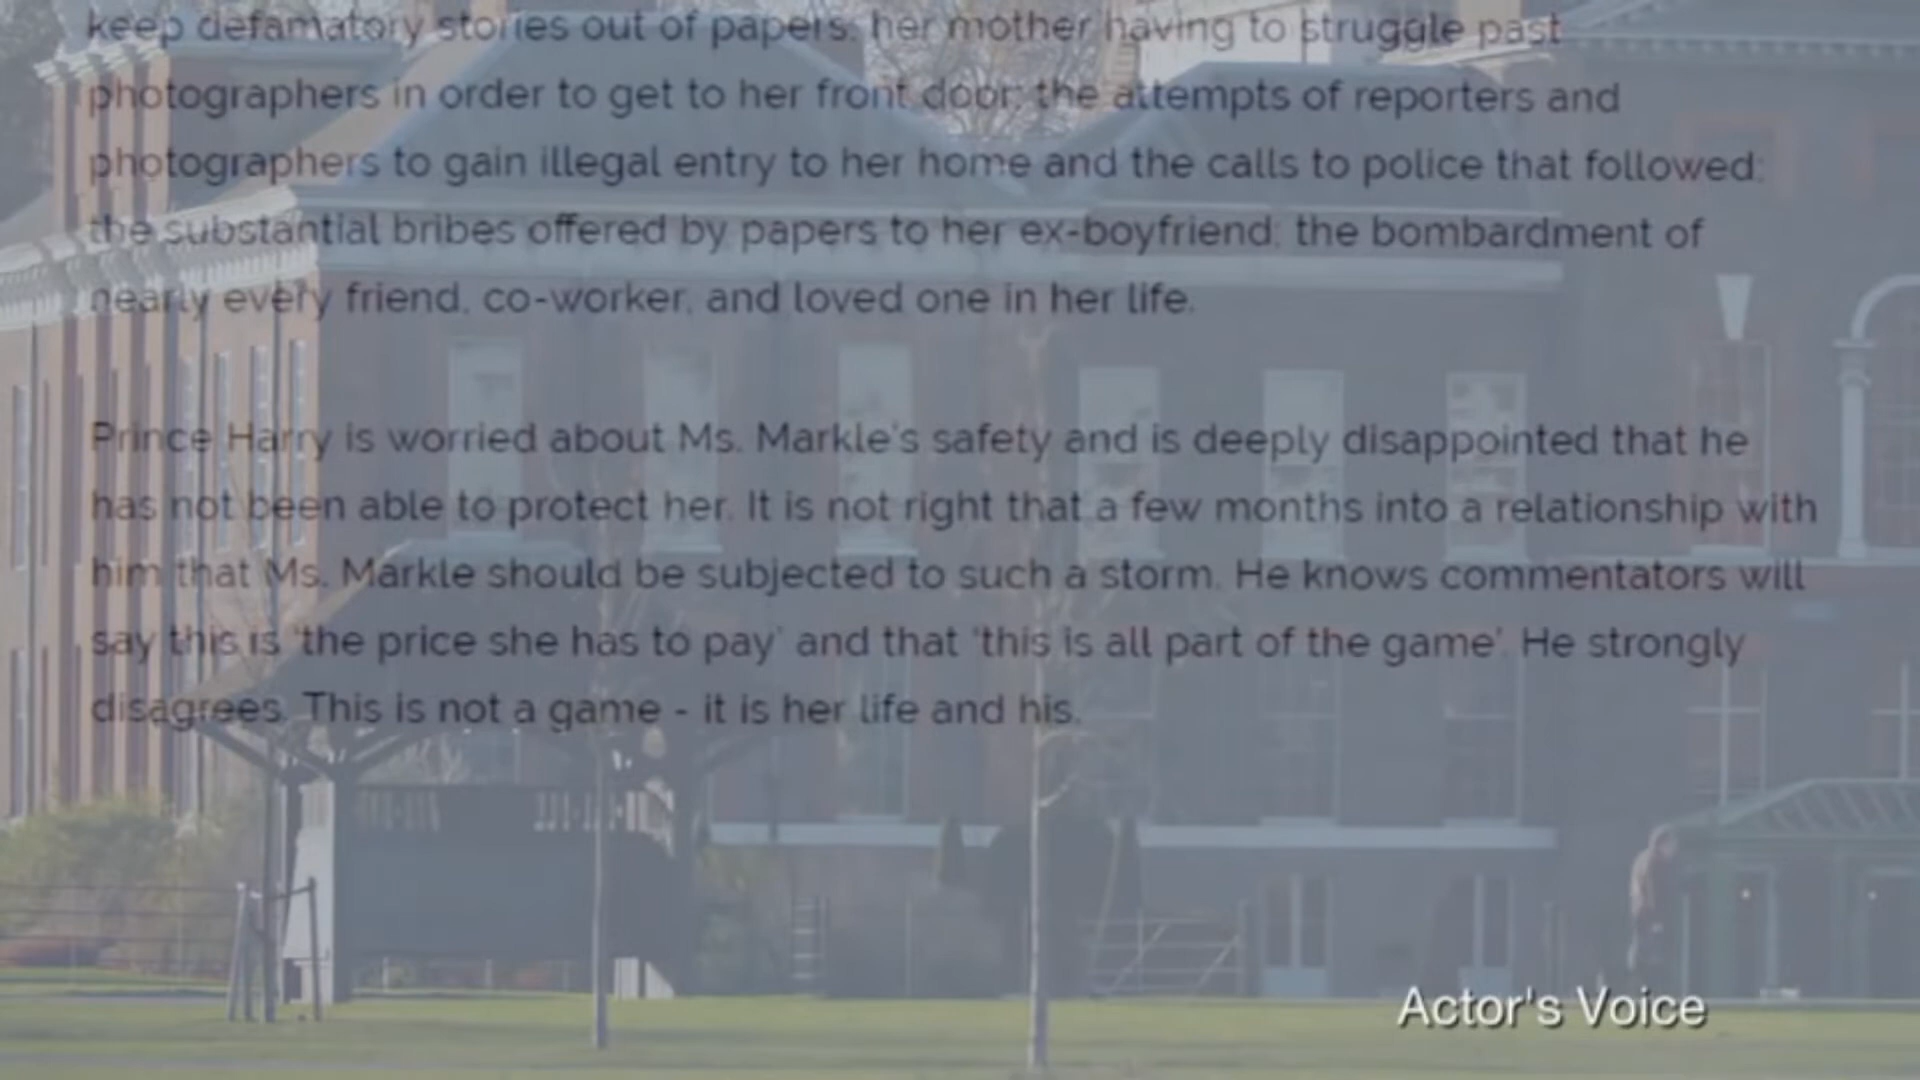 keep defamatory stories out of papers; her mother having to struggle past
photographers in order to get to her front door; the attempts of reporters and
photographers to gain illegal entry to her home and the calls to police that followed;
the substantial bribes offered by papers to her ex-boyfriend; the bombardment of
nearly every friend, co-worker, and loved one in her life.
Prince Harry is worried about Ms. Markle's safety and is deeply disappointed that he
has not been able to protect her. It is not right that a few months into a relationship with
him that Ms. Markle should be subjected to such a storm. He knows commentators will
say this is 'the price she has to pay' and that 'this is all part of the game'. He strongly
disagrees. This is not a game - it is her life and his.
Actor's Voice